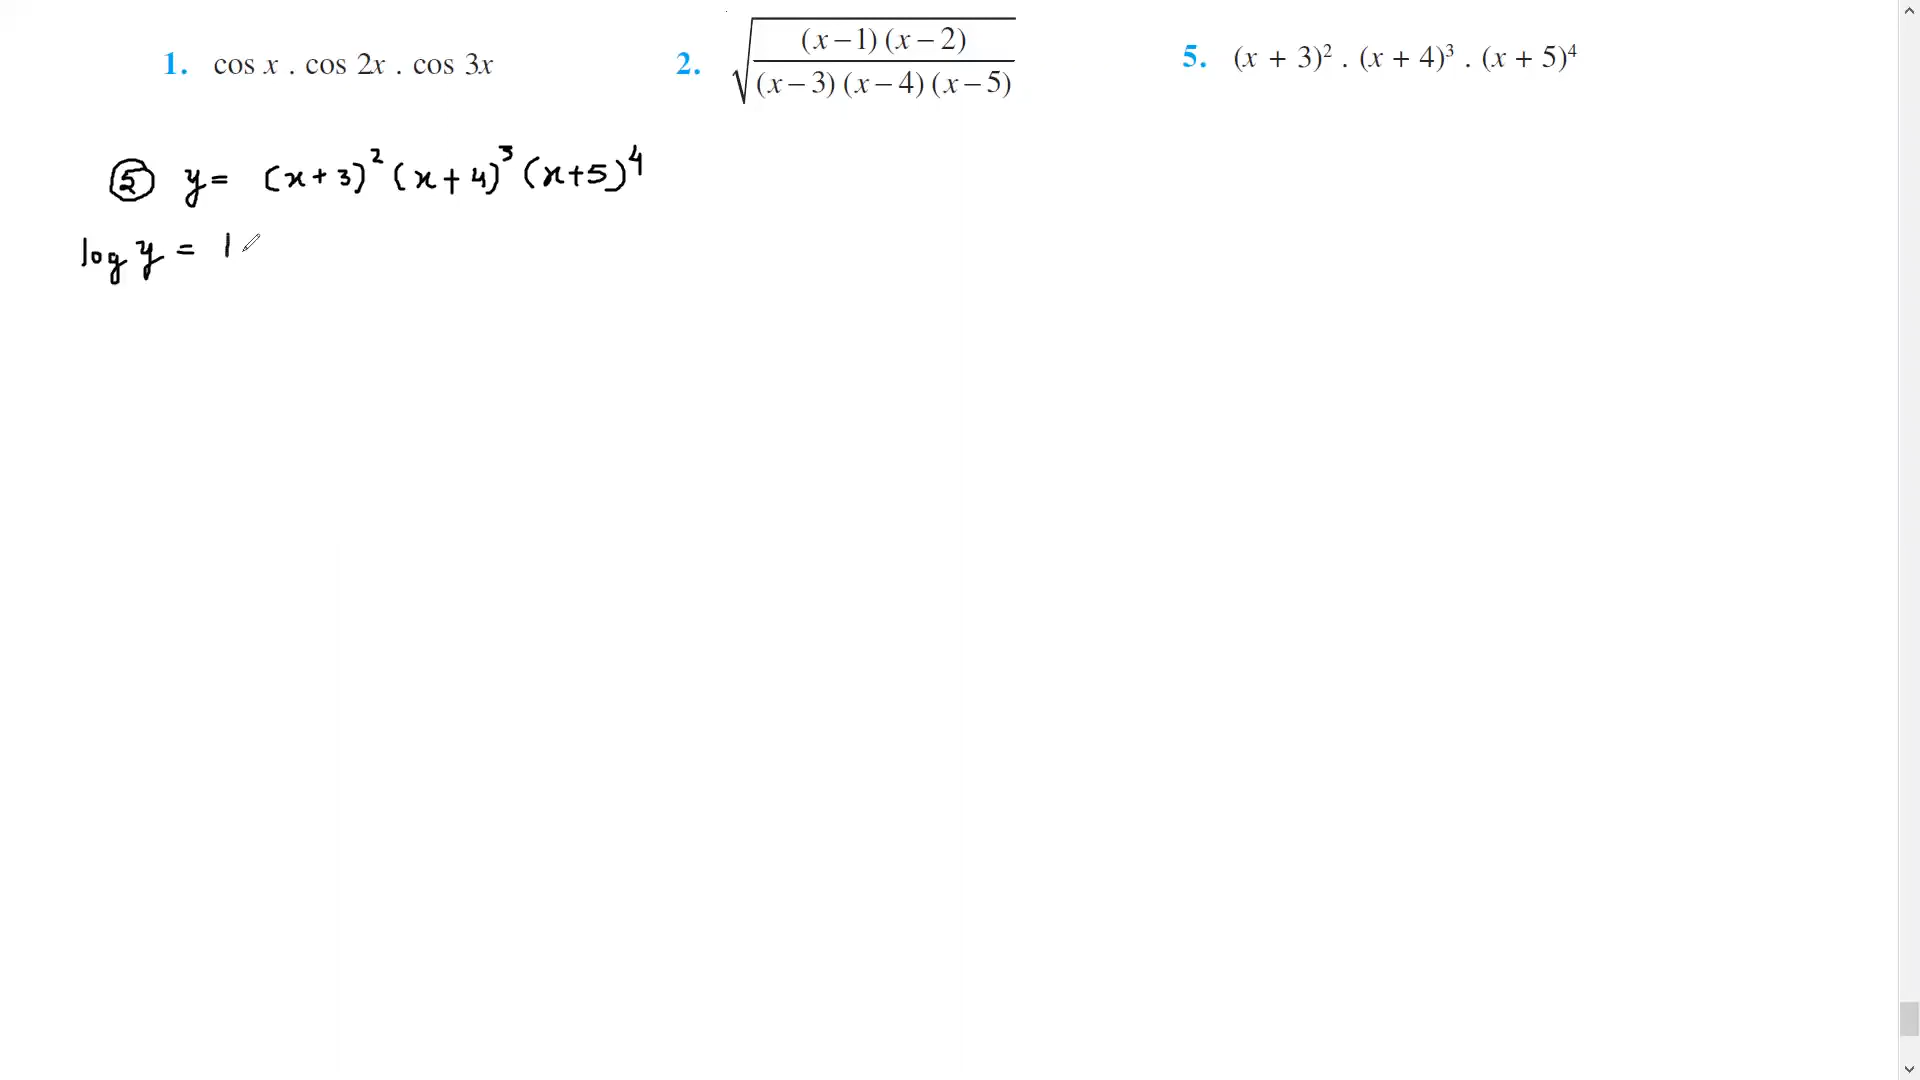 1. cos x . cos 2x . cos 3x
2. √((x−1)(x−2)/((x−3)(x−4)(x−5)))
5. (x + 3)² . (x + 4)³ . (x + 5)⁴
⑤ y = (x+3)²(x+4)³(x+5)⁴
log y = l